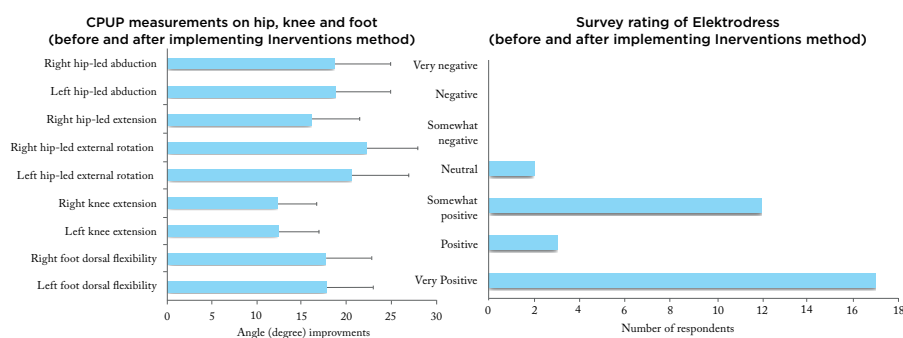 CPUP measurements on hip, knee and foot
(before and after implementing Inerventions method)
Right hip-led abduction
Left hip-led abduction
Right hip-led extension
Right hip-led external rotation
Left hip-led external rotation
Right knee extension
Left knee extension
Right foot dorsal flexibility
Left foot dorsal flexibility
0 5 10 15 20 25 30
Angle (degree) improvments
Survey rating of Elektrodress
(before and after implementing Inerventions method)
Very negative
Negative
Somewhat
negative
Neutral
Somewhat
positive
Positive
Very Positive
0 2 4 6 8 10 12 14 16 18
Number of respondents